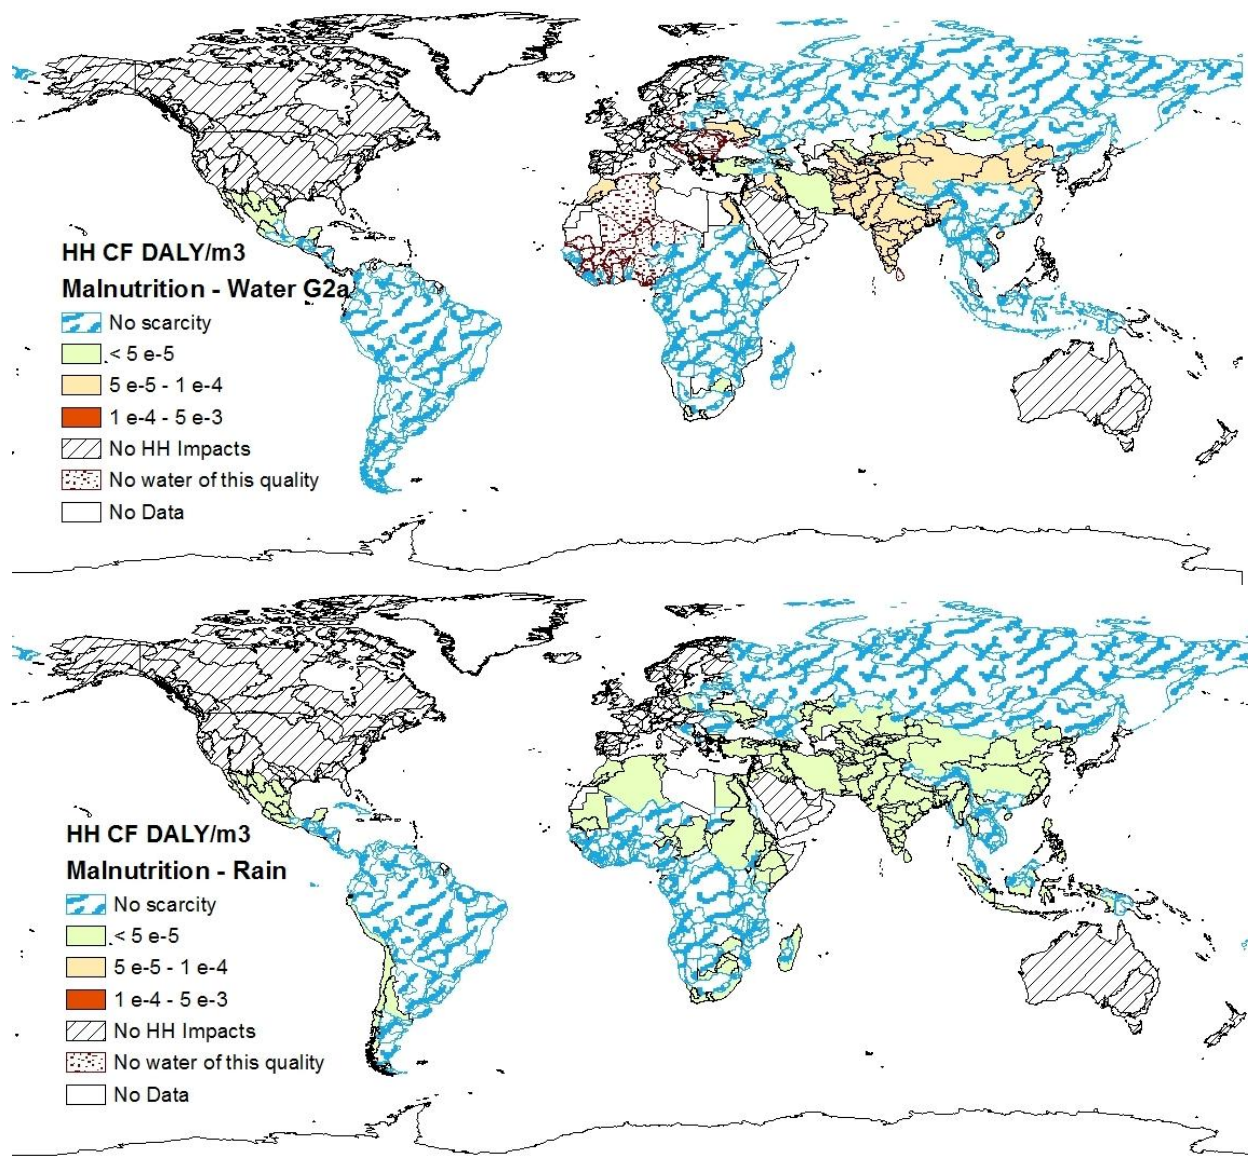 HH CF DALY/m3
Malnutrition - Water G2a
No scarcity
< 5 e-5
5 e-5 - 1 e-4
1 e-4 - 5 e-3
No HH Impacts
No water of this quality
No Data
HH CF DALY/m3
Malnutrition - Rain
No scarcity
< 5 e-5
5 e-5 - 1 e-4
1 e-4 - 5 e-3
No HH Impacts
No water of this quality
No Data